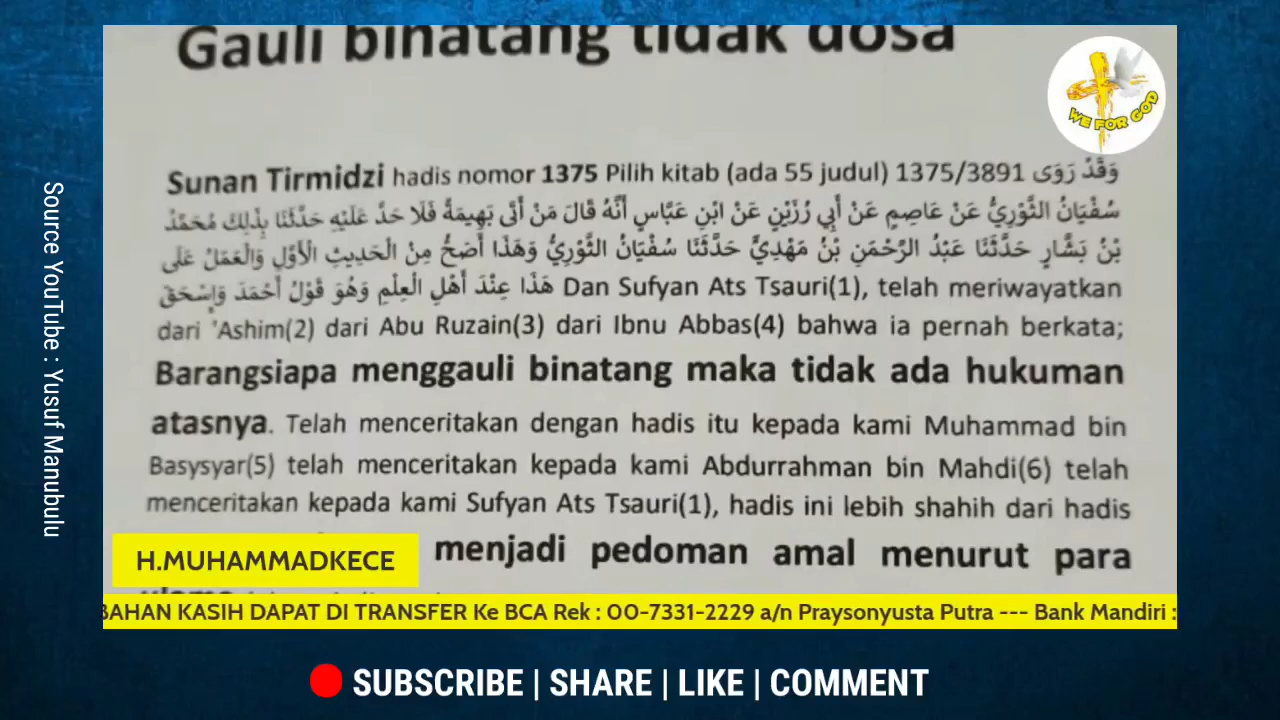 Gauli binatang tidak dosa
WE FOR GOD
Sunan Tirmidzi hadis nomor 1375 Pilih kitab (ada 55 judul) 1375/3891 وَقَدْ رَوَى
سُفْيَانُ الثَّوْرِيُّ عَنْ عَاصِمٍ عَنْ أَبِي رُزَيْنٍ عَنْ ابْنِ عَبَّاسٍ أَنَّهُ قَالَ مَنْ أَتَى بَهِيمَةً فَلَا حَدَّ عَلَيْهِ حَدَّثَنَا بِذَلِكَ مُحَمَّدُ
بْنُ بَشَّارٍ حَدَّثَنَا عَبْدُ الرَّحْمَنِ بْنُ مَهْدِيٍّ حَدَّثَنَا سُفْيَانُ الثَّوْرِيُّ وَهَذَا أَصَحُّ مِنْ الْحَدِيثِ الْأَوَّلِ وَالْعَمَلُ عَلَى
هَذَا عِنْدَ أَهْلِ الْعِلْمِ وَهُوَ قَوْلُ أَحْمَدَ وَإِسْحَقَ Dan Sufyan Ats Tsauri(1), telah meriwayatkan
dari 'Ashim(2) dari Abu Ruzain(3) dari Ibnu Abbas(4) bahwa ia pernah berkata;
Barangsiapa menggauli binatang maka tidak ada hukuman
atasnya. Telah menceritakan dengan hadis itu kepada kami Muhammad bin
Basysyar(5) telah menceritakan kepada kami Abdurrahman bin Mahdi(6) telah
menceritakan kepada kami Sufyan Ats Tsauri(1), hadis ini lebih shahih dari hadis
menjadi pedoman amal menurut para
H.MUHAMMADKECE
BAHAN KASIH DAPAT DI TRANSFER Ke BCA Rek : OO-7331-2229 a/n Praysonyusta Putra --- Bank Mandiri :
SUBSCRIBE | SHARE | LIKE | COMMENT
Source YouTube : Yusuf Manubulu